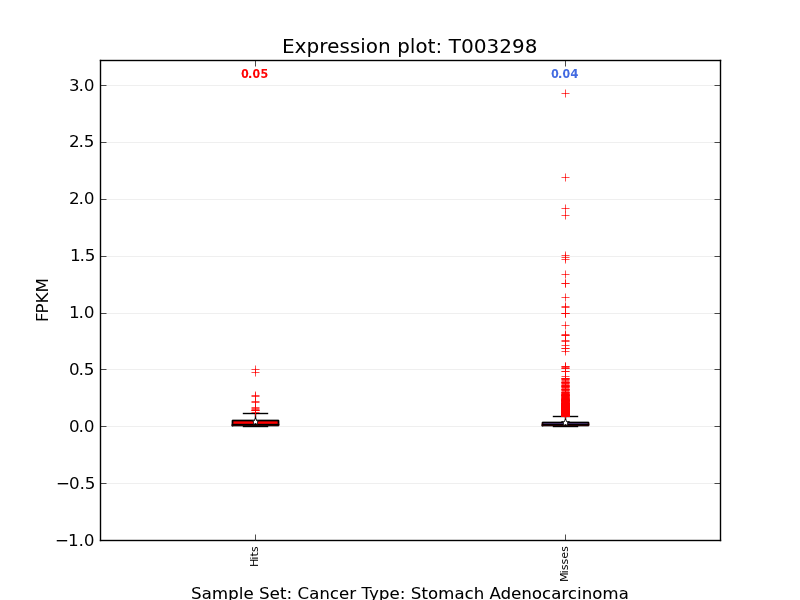 Expression plot: T003298
0.05
0.04
3.0
2.5
2.0
1.5
1.0
0.5
0.0
−0.5
−1.0
FPKM
Hits
Misses
Sample Set: Cancer Type: Stomach Adenocarcinoma